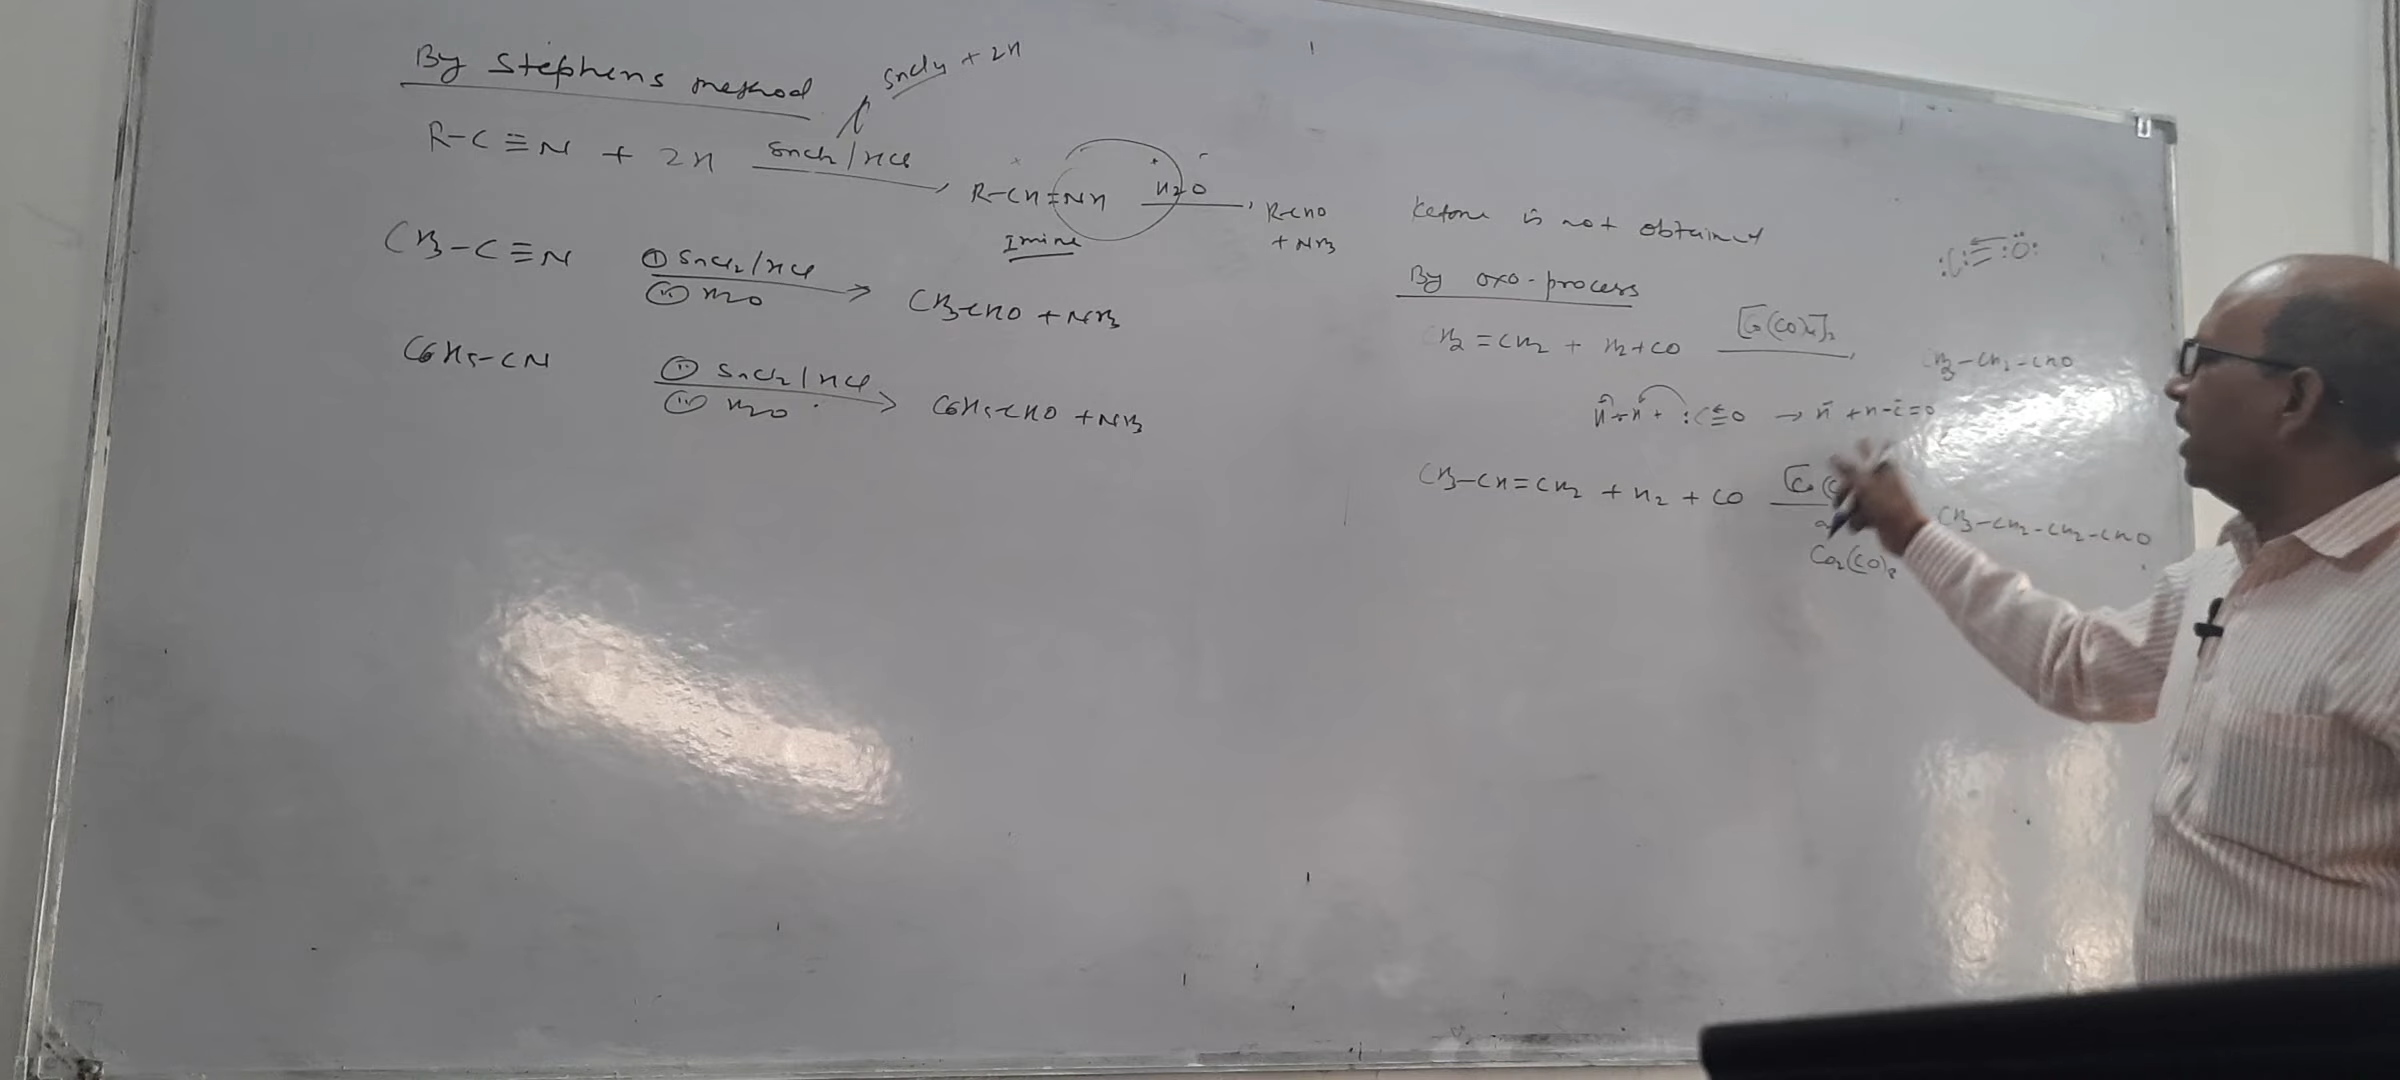 By Stephens method
SnCl4 + 2H
R-C≡N + 2H SnCl2/HCl R-CH=NH H2O R-CHO
Imine + NH3
CH3-C≡N ① SnCl2/HCl
② H2O → CH3CHO + NH3
C6H5-CN ① SnCl2/HCl
② H2O → C6H5CHO + NH3
Ketone is not obtained
:C≡:Ö:
By oxo-process
CH2=CH2 + H2+CO [Co(CO)4]2 CH3-CH2-CHO
H-H + :C≡O → H + H-C=O
CH3-CH=CH2 + H2 + CO [Co(C
Co2(CO)8 CH3-CH2-CH2-CHO